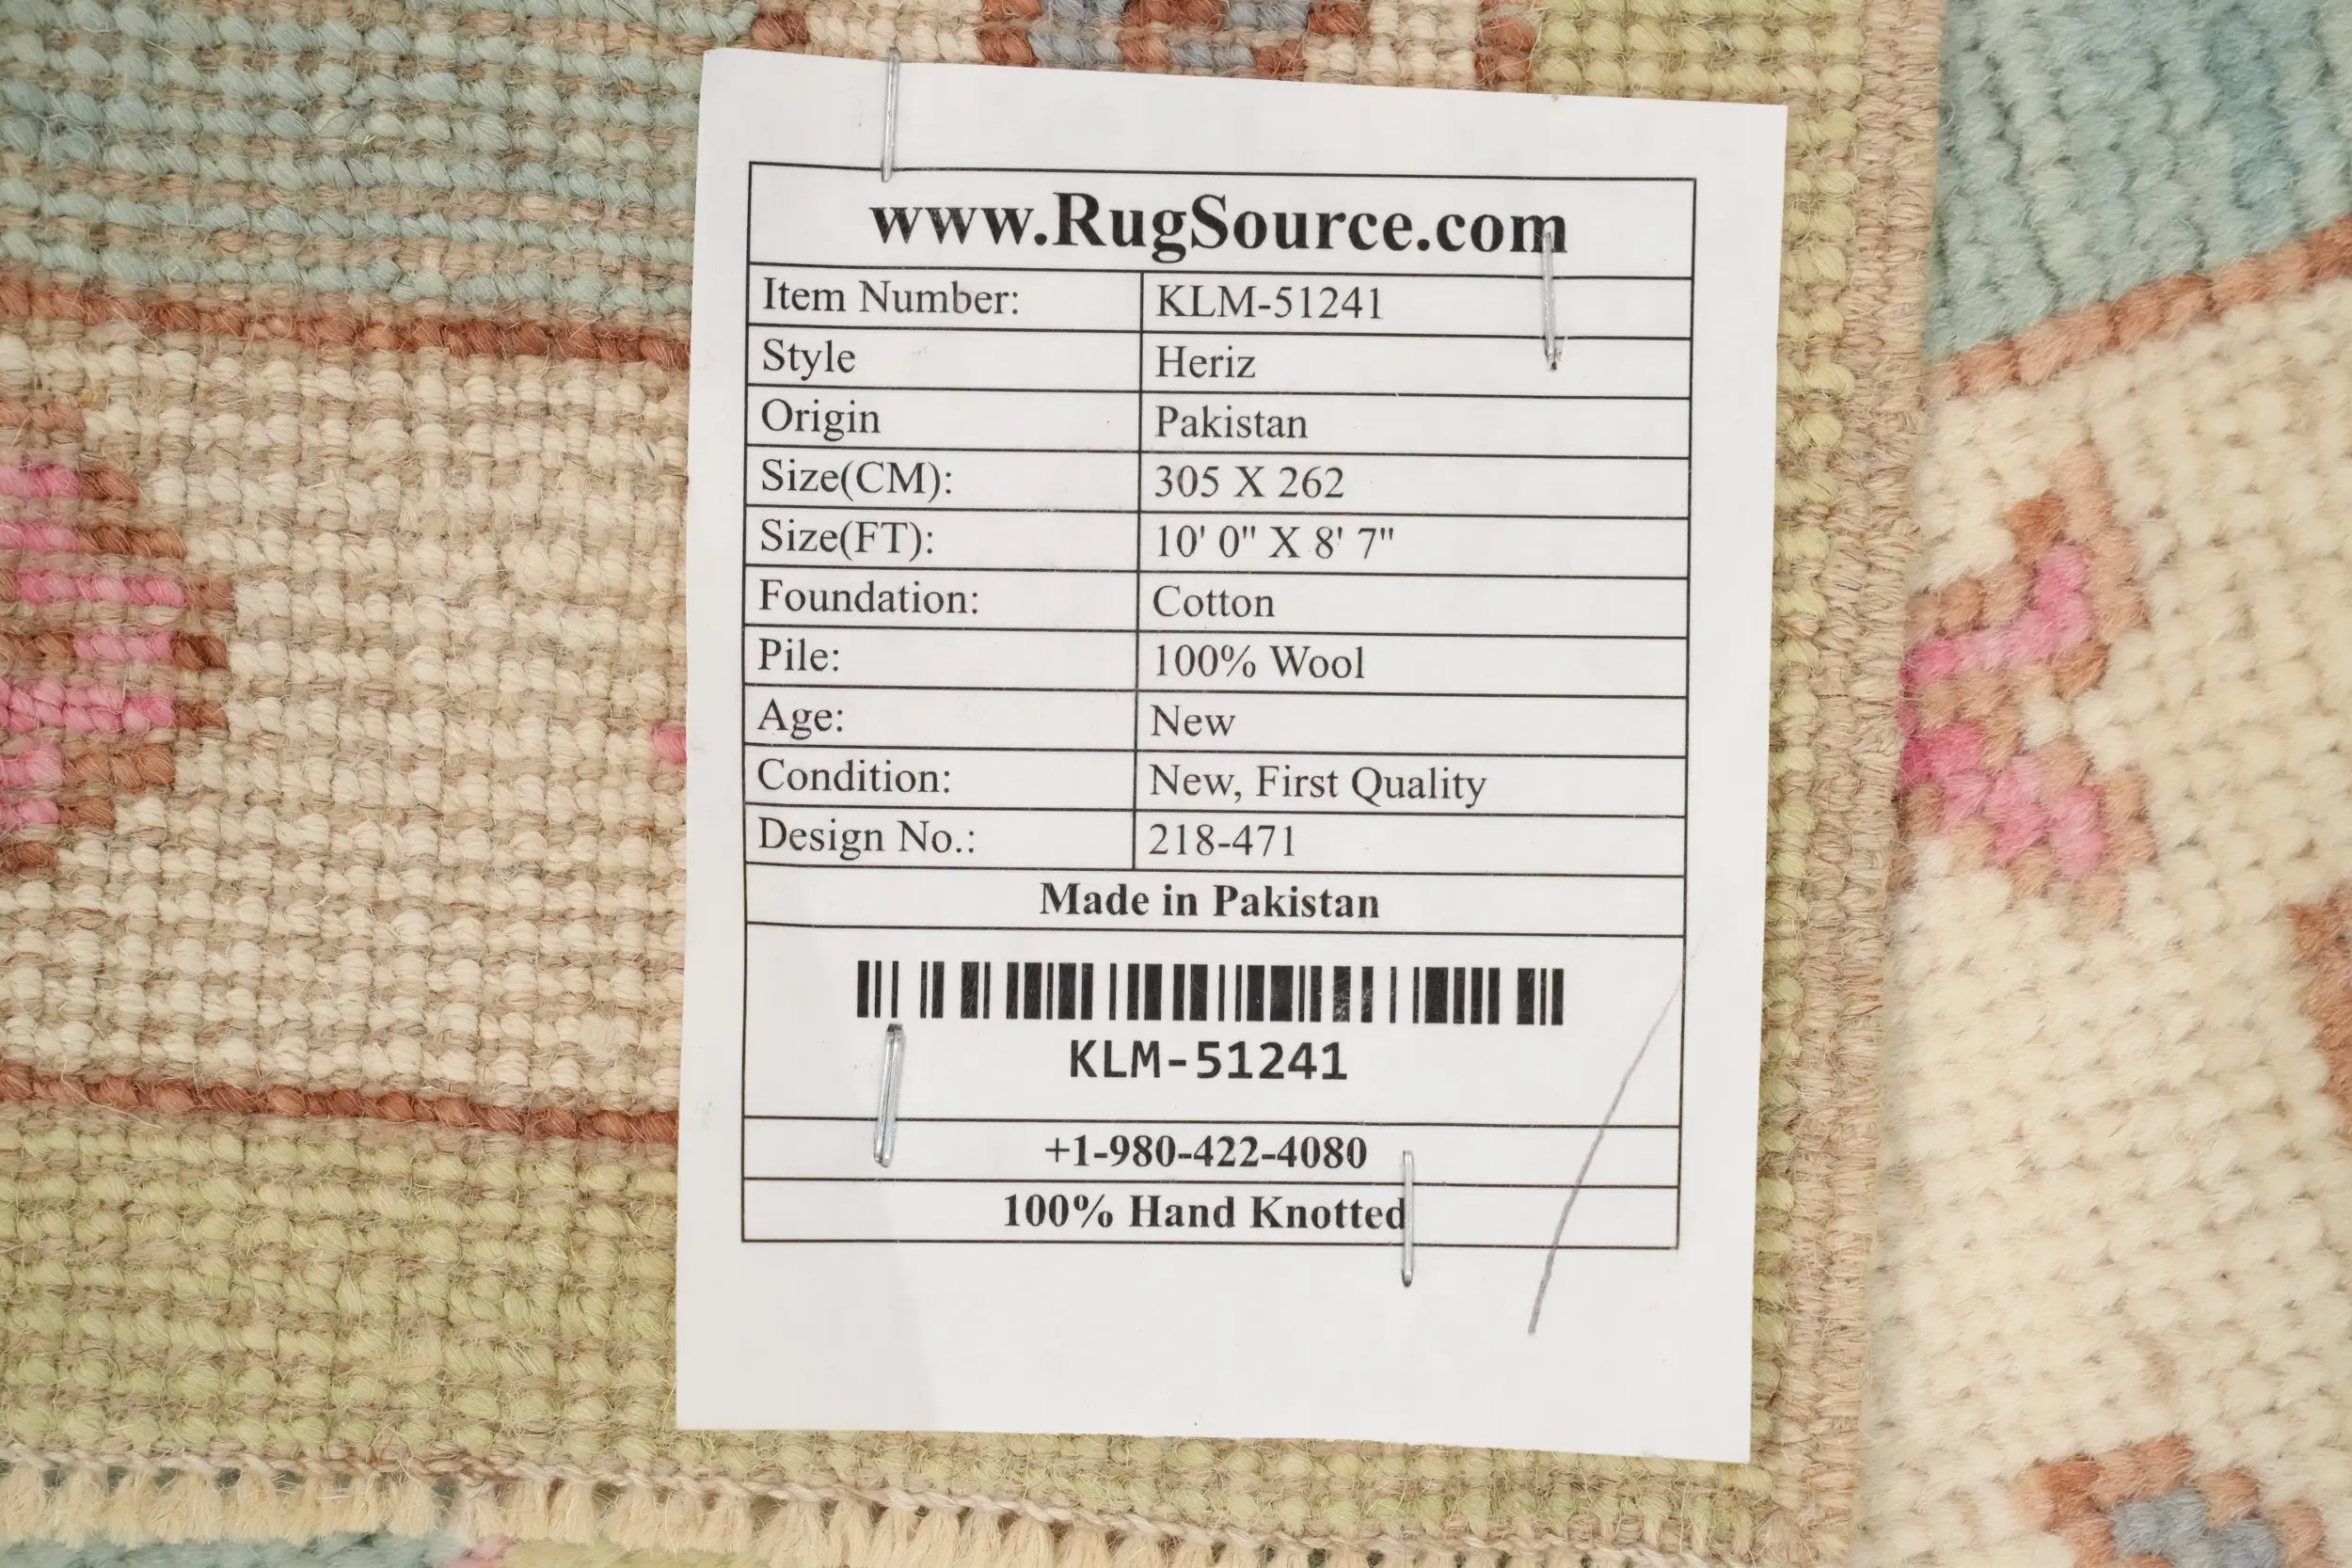 www.RugSource.com
Item Number: KLM-51241
Style Heriz
Origin Pakistan
Size(CM): 305 X 262
Size(FT): 10' 0" X 8' 7"
Foundation: Cotton
Pile: 100% Wool
Age: New
Condition: New, First Quality
Design No.: 218-471
Made in Pakistan
KLM-51241
+1-980-422-4080
100% Hand Knotted